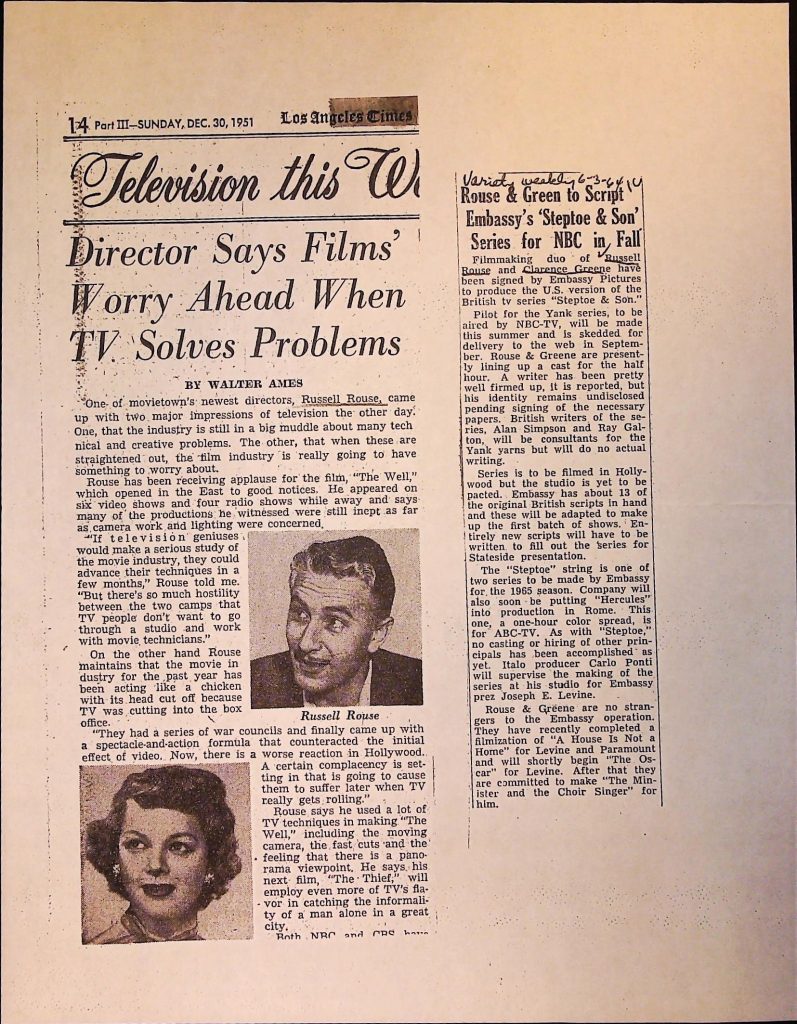 14 Part III—SUNDAY, DEC. 30, 1951 Los Angeles Times
Television this W
Director Says Films'
Worry Ahead When
TV Solves Problems
BY WALTER AMES
One of movietown's newest directors, Russell Rouse, came
up with two major impressions of television the other day.
One, that the industry is still in a big muddle about many tech
nical and creative problems. The other, that when these are
straightened out, the film industry is really going to have
something to worry about.
Rouse has been receiving applause for the film, "The Well,"
which opened in the East to good notices. He appeared on
six video shows and four radio shows while away and says
many of the productions he witnessed were still inept as far
as camera work and lighting were concerned.
"If television geniuses
would make a serious study of
the movie industry, they could
advance their techniques in a
few months," Rouse told me.
"But there's so much hostility
between the two camps that
TV people don't want to go
through a studio and work
with movie technicians."
On the other hand Rouse
maintains that the movie in
dustry for the past year has
been acting like a chicken
with its head cut off because
TV was cutting into the box
office.
Russell Rouse
"They had a series of war councils and finally came up with
a spectacle-and-action formula that counteracted the initial
effect of video. Now, there is a worse reaction in Hollywood.
A certain complacency is set-
ting in that is going to cause
them to suffer later when TV
really gets rolling."
Rouse says he used a lot of
TV techniques in making "The
Well," including the moving
camera, the fast cuts and the
feeling that there is a pano-
rama viewpoint. He says his
next film, "The Thief," will
employ even more of TV's fla-
vor in catching the informali-
ty of a man alone in a great
city.
Both NBC and CBS have
Variety weekly 6-3-64
Rouse & Green to Script
Embassy's 'Steptoe & Son'
Series for NBC in Fall
Filmmaking duo of Russell
Rouse and Clarence Greene have
been signed by Embassy Pictures
to produce the U.S. version of the
British tv series "Steptoe & Son."
Pilot for the Yank series, to be
aired by NBC-TV, will be made
this summer and is skedded for
delivery to the web in Septem-
ber. Rouse & Greene are present-
ly lining up a cast for the half
hour. A writer has been pretty
well firmed up, it is reported, but
his identity remains undisclosed
pending signing of the necessary
papers. British writers of the se-
ries, Alan Simpson and Ray Gal-
ton, will be consultants for the
Yank yarns but will do no actual
writing.
Series is to be filmed in Holly-
wood but the studio is yet to be
pacted. Embassy has about 13 of
the original British scripts in hand
and these will be adapted to make
up the first batch of shows. En-
tirely new scripts will have to be
written to fill out the series for
Stateside presentation.
The "Steptoe" string is one of
two series to be made by Embassy
for the 1965 season. Company will
also soon be putting "Hercules"
into production in Rome. This
one, a one-hour color spread, is
for ABC-TV. As with "Steptoe,"
no casting or hiring of other prin-
cipals has been accomplished as
yet. Italo producer Carlo Ponti
will supervise the making of the
series at his studio for Embassy
prez Joseph E. Levine.
Rouse & Greene are no stran-
gers to the Embassy operation.
They have recently completed a
filmization of "A House Is Not a
Home" for Levine and Paramount
and will shortly begin "The Os-
car" for Levine. After that they
are committed to make "The Min-
ister and the Choir Singer" for
him.